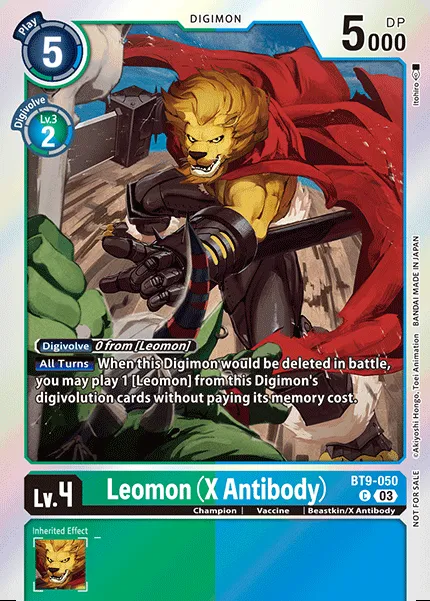 DIGIMON
Play
5
5000
DP
Digivolve
Lv.3
2
Itohiro
Digivolve 0 from [Leomon]
All Turns When this Digimon would be deleted in battle,
you may play 1 [Leomon] from this Digimon's
digivolution cards without paying its memory cost.
©Akiyoshi Hongo, Toei Animation BANDAI MADE IN JAPAN
NOT FOR SALE
Lv.4
Leomon (X Antibody)
BT9-050
C 03
Champion | Vaccine | Beastkin/X Antibody
Inherited Effect